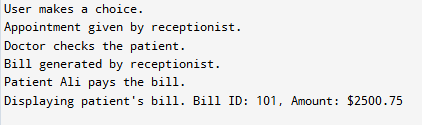 User makes a choice.
Appointment given by receptionist.
Doctor checks the patient.
Bill generated by receptionist.
Patient Ali pays the bill.
Displaying patient's bill. Bill ID: 101, Amount: $2500.75